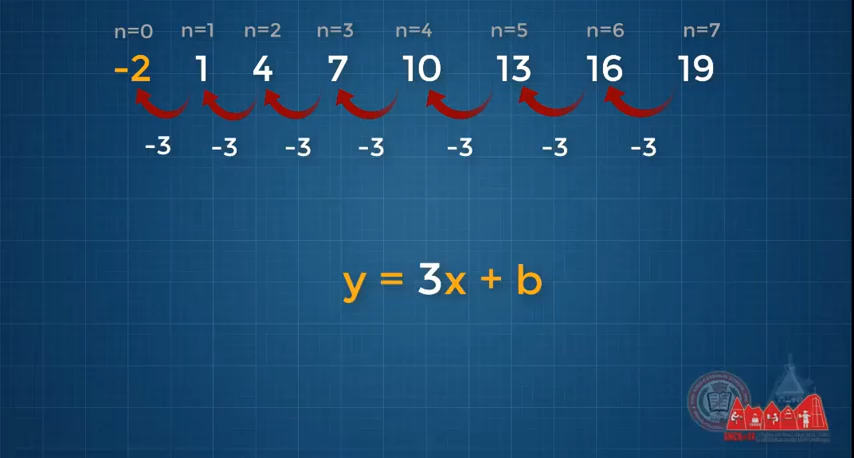 n=0 n=1 n=2 n=3 n=4 n=5 n=6 n=7
-2 1 4 7 10 13 16 19
-3 -3 -3 -3 -3 -3 -3
y = 3x + b